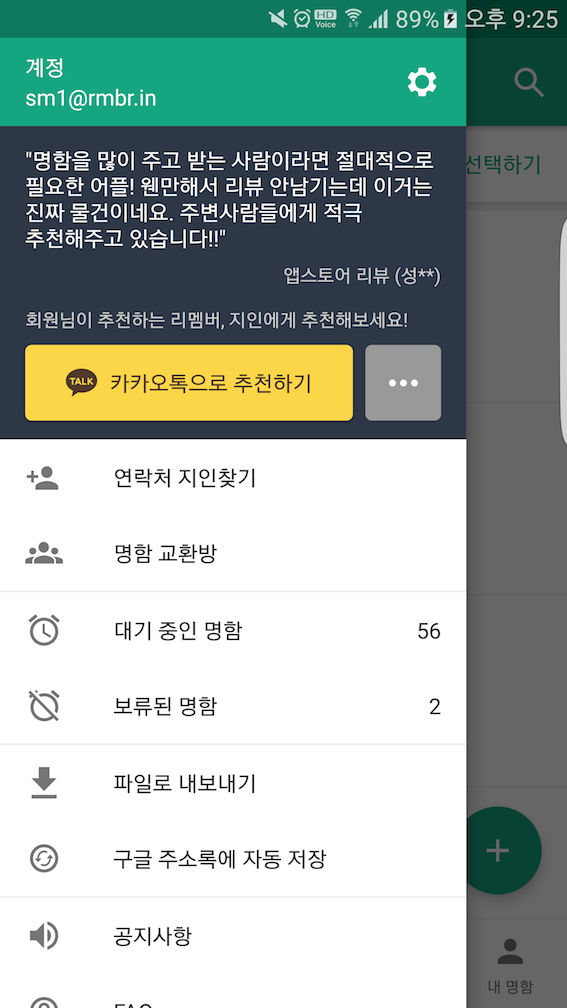 HD
Voice
89%
오후 9:25
계정
sm1@rmbr.in
선택하기
"명함을 많이 주고 받는 사람이라면 절대적으로
필요한 어플! 웬만해서 리뷰 안남기는데 이거는
진짜 물건이네요. 주변사람들에게 적극
추천해주고 있습니다!!"
앱스토어 리뷰 (성**)
회원님이 추천하는 리멤버, 지인에게 추천해보세요!
TALK 카카오톡으로 추천하기
연락처 지인찾기
명함 교환방
대기 중인 명함 56
보류된 명함 2
파일로 내보내기
구글 주소록에 자동 저장
공지사항
내 명함
FAQ